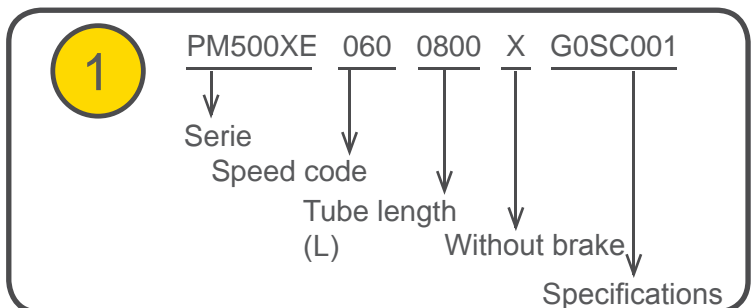 1
PM500XE 060 0800 X G0SC001
Serie
Speed code
Tube length
(L)
Without brake
Specifications